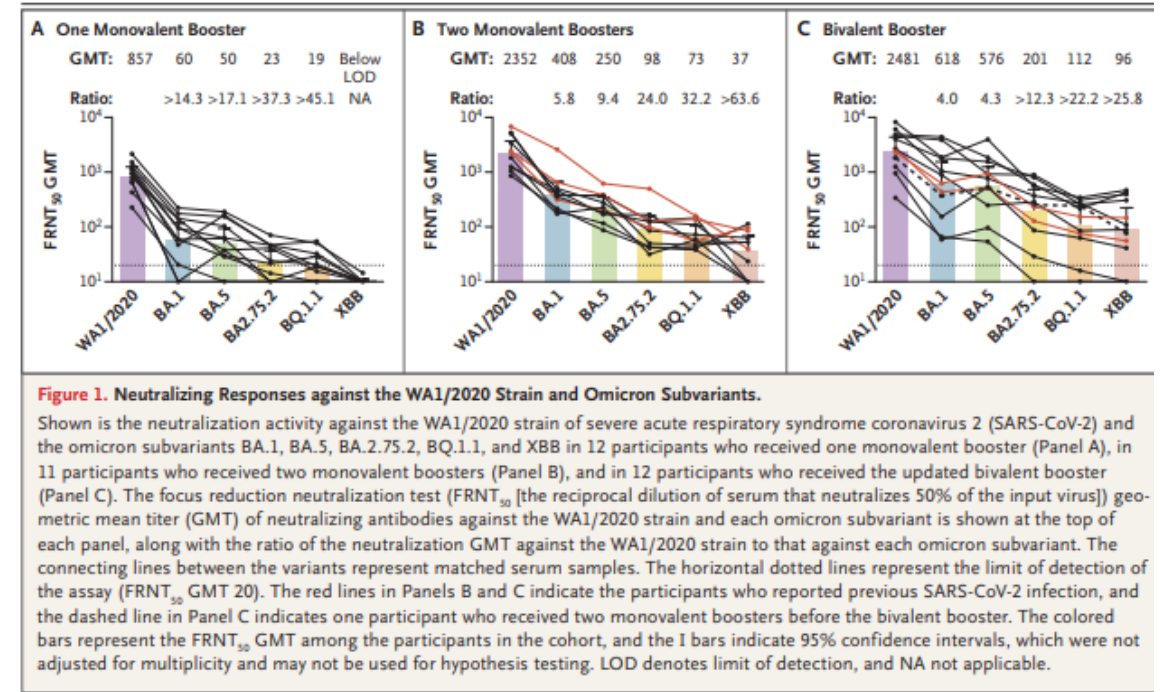 A One Monovalent Booster
GMT: 857 60 50 23 19 Below LOD
Ratio: >14.3 >17.1 >37.3 >45.1 NA
FRNT₅₀ GMT
10⁴
10³
10²
10¹
WA1/2020 BA.1 BA.5 BA2.75.2 BQ.1.1 XBB
B Two Monovalent Boosters
GMT: 2352 408 250 98 73 37
Ratio: 5.8 9.4 24.0 32.2 >63.6
FRNT₅₀ GMT
10⁴
10³
10²
10¹
WA1/2020 BA.1 BA.5 BA2.75.2 BQ.1.1 XBB
C Bivalent Booster
GMT: 2481 618 576 201 112 96
Ratio: 4.0 4.3 >12.3 >22.2 >25.8
FRNT₅₀ GMT
10⁴
10³
10²
10¹
WA1/2020 BA.1 BA.5 BA2.75.2 BQ.1.1 XBB
Figure 1. Neutralizing Responses against the WA1/2020 Strain and Omicron Subvariants.
Shown is the neutralization activity against the WA1/2020 strain of severe acute respiratory syndrome coronavirus 2 (SARS-CoV-2) and
the omicron subvariants BA.1, BA.5, BA.2.75.2, BQ.1.1, and XBB in 12 participants who received one monovalent booster (Panel A), in
11 participants who received two monovalent boosters (Panel B), and in 12 participants who received the updated bivalent booster
(Panel C). The focus reduction neutralization test (FRNT₅₀ [the reciprocal dilution of serum that neutralizes 50% of the input virus]) geo-
metric mean titer (GMT) of neutralizing antibodies against the WA1/2020 strain and each omicron subvariant is shown at the top of
each panel, along with the ratio of the neutralization GMT against the WA1/2020 strain to that against each omicron subvariant. The
connecting lines between the variants represent matched serum samples. The horizontal dotted lines represent the limit of detection of
the assay (FRNT₅₀ GMT 20). The red lines in Panels B and C indicate the participants who reported previous SARS-CoV-2 infection, and
the dashed line in Panel C indicates one participant who received two monovalent boosters before the bivalent booster. The colored
bars represent the FRNT₅₀ GMT among the participants in the cohort, and the I bars indicate 95% confidence intervals, which were not
adjusted for multiplicity and may not be used for hypothesis testing. LOD denotes limit of detection, and NA not applicable.